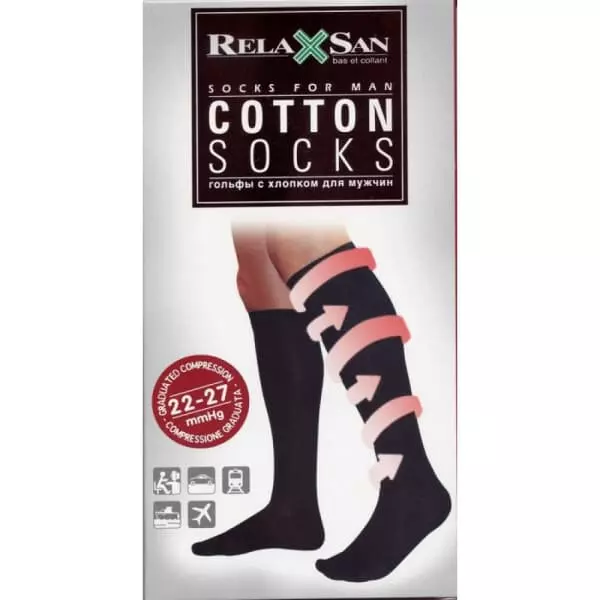 RELAXSAN
bas et collant
SOCKS FOR MAN
COTTON
SOCKS
гольфы с хлопком для мужчин
GRADUATED COMPRESSION
22-27
mmHg
COMPRESSIONE GRADUATA